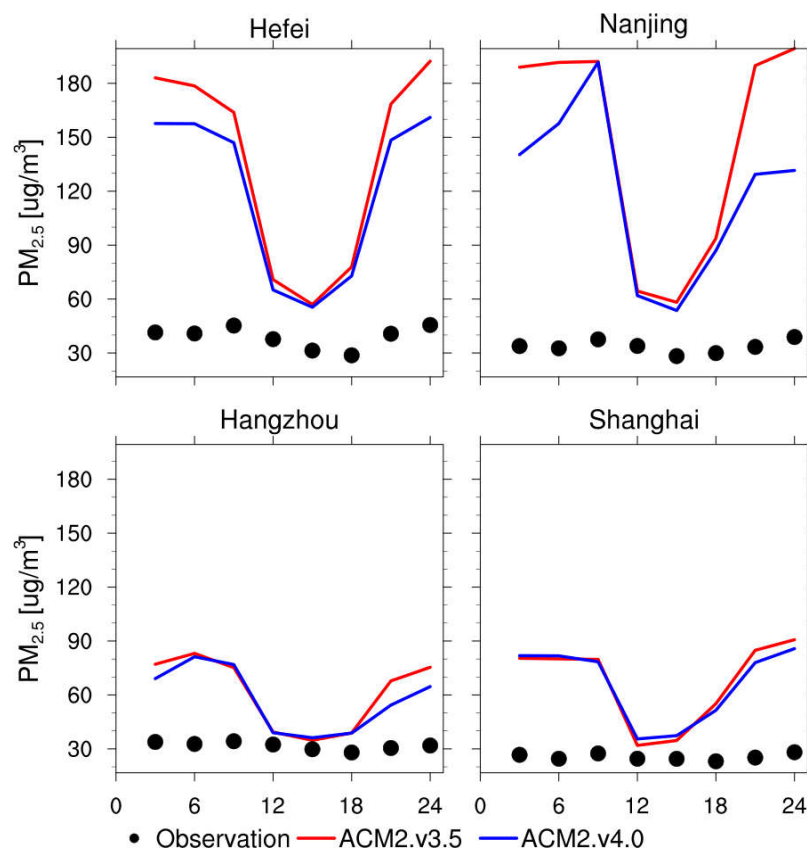 Hefei
Nanjing
PM2.5 [ug/m3]
180
150
120
90
60
30
Hangzhou
Shanghai
PM2.5 [ug/m3]
180
150
120
90
60
30
0 6 12 18 24 0 6 12 18 24
Observation ACM2.v3.5 ACM2.v4.0